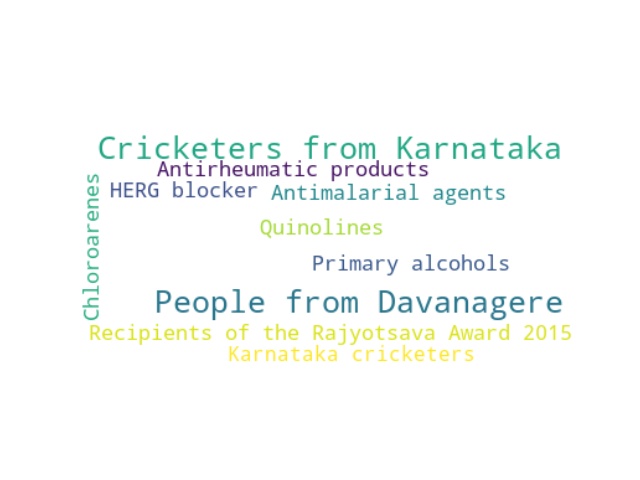 Cricketers from Karnataka
Antirheumatic products
HERG blocker
Antimalarial agents
Chloroarenes
Quinolines
Primary alcohols
People from Davanagere
Recipients of the Rajyotsava Award 2015
Karnataka cricketers